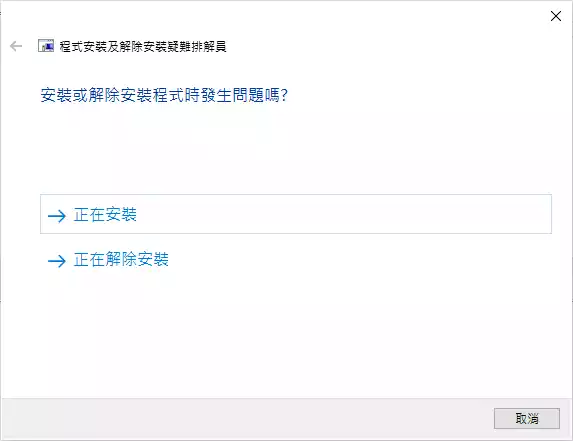 程式安裝及解除安裝疑難排解員
安裝或解除安裝程式時發生問題嗎?
正在安裝
正在解除安裝
取消